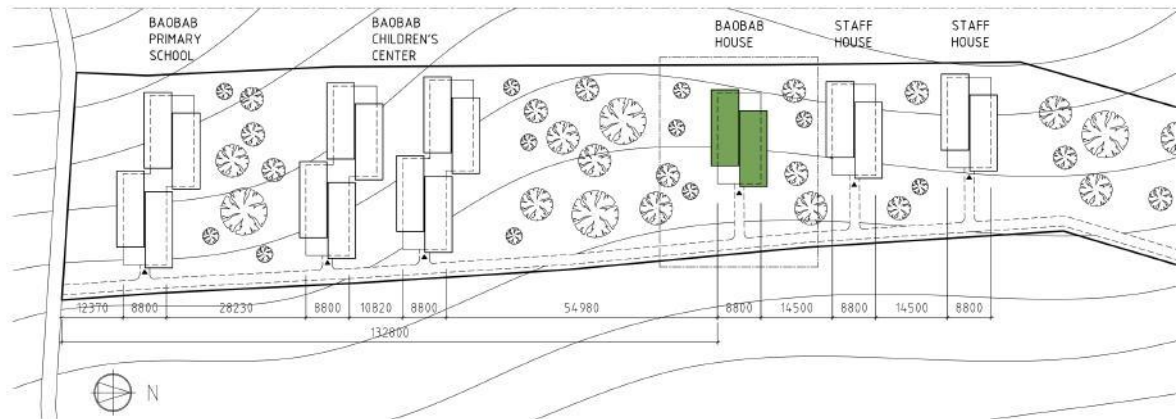 BAOBAB
PRIMARY
SCHOOL
BAOBAB
CHILDREN'S
CENTER
BAOBAB
HOUSE
STAFF
HOUSE
STAFF
HOUSE
12370 8800 28230 8800 10820 8800 54980 8800 14500 8800 14500 8800
132800
N